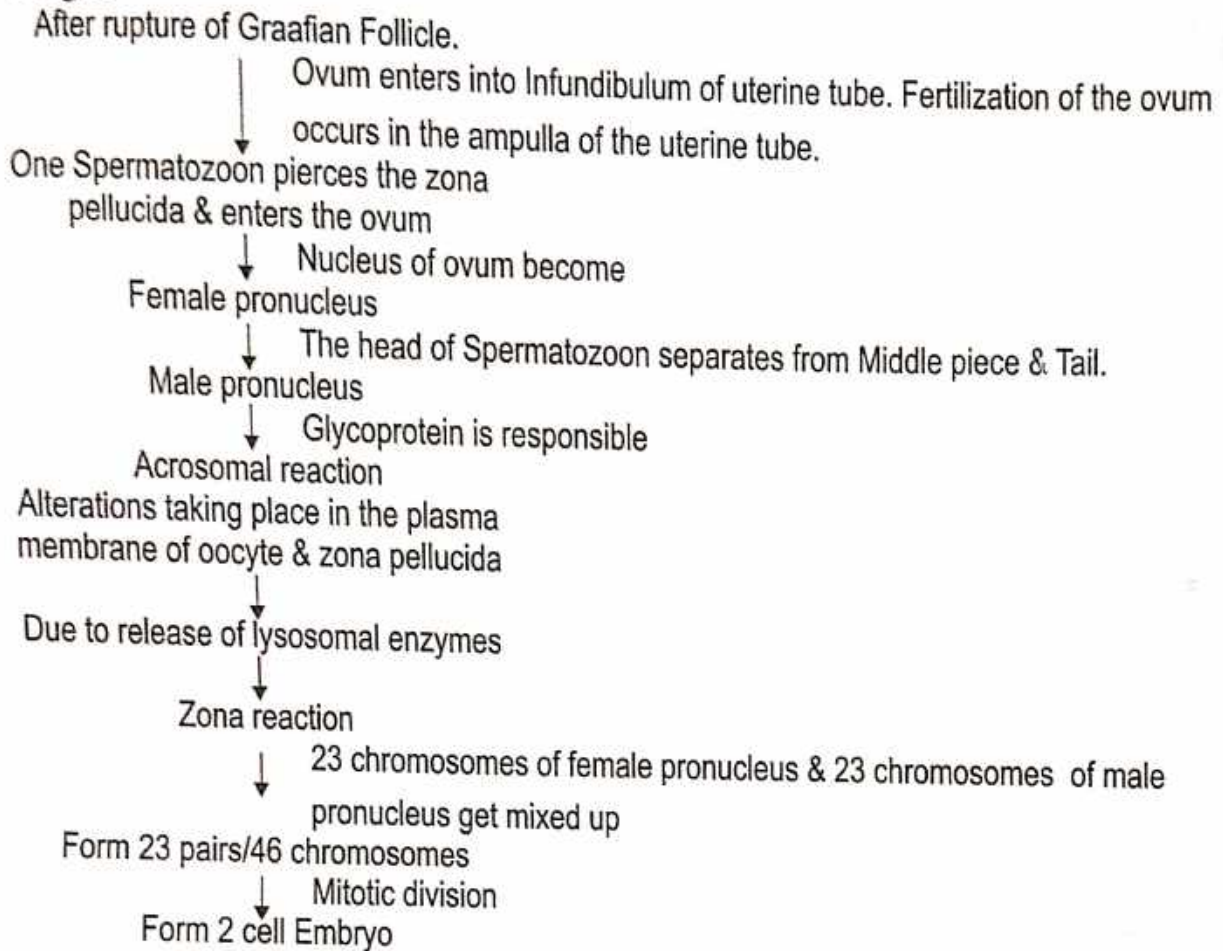 After rupture of Graafian Follicle.
Ovum enters into Infundibulum of uterine tube. Fertilization of the ovum
occurs in the ampulla of the uterine tube.
One Spermatozoon pierces the zona
pellucida & enters the ovum
Nucleus of ovum become
Female pronucleus
The head of Spermatozoon separates from Middle piece & Tail.
Male pronucleus
Glycoprotein is responsible
Acrosomal reaction
Alterations taking place in the plasma
membrane of oocyte & zona pellucida
Due to release of lysosomal enzymes
Zona reaction
23 chromosomes of female pronucleus & 23 chromosomes of male
pronucleus get mixed up
Form 23 pairs/46 chromosomes
Mitotic division
Form 2 cell Embryo